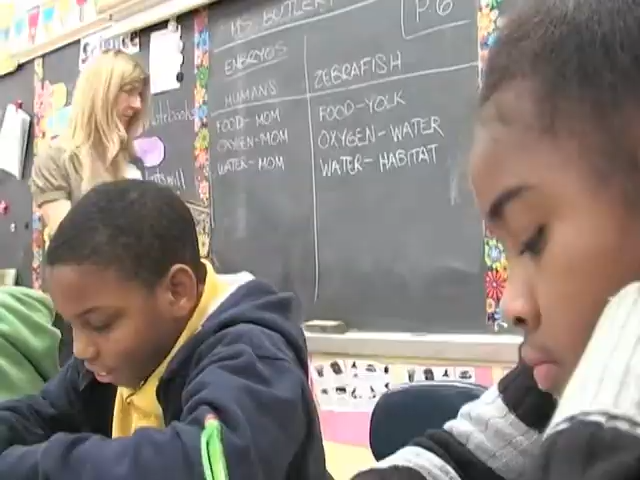 MS. BUTLER
P6
EMBRYOS
HUMANS
ZEBRAFISH
FOOD-MOM
FOOD-YOLK
OXYGEN-MOM
OXYGEN-WATER
WATER-MOM
WATER-HABITAT